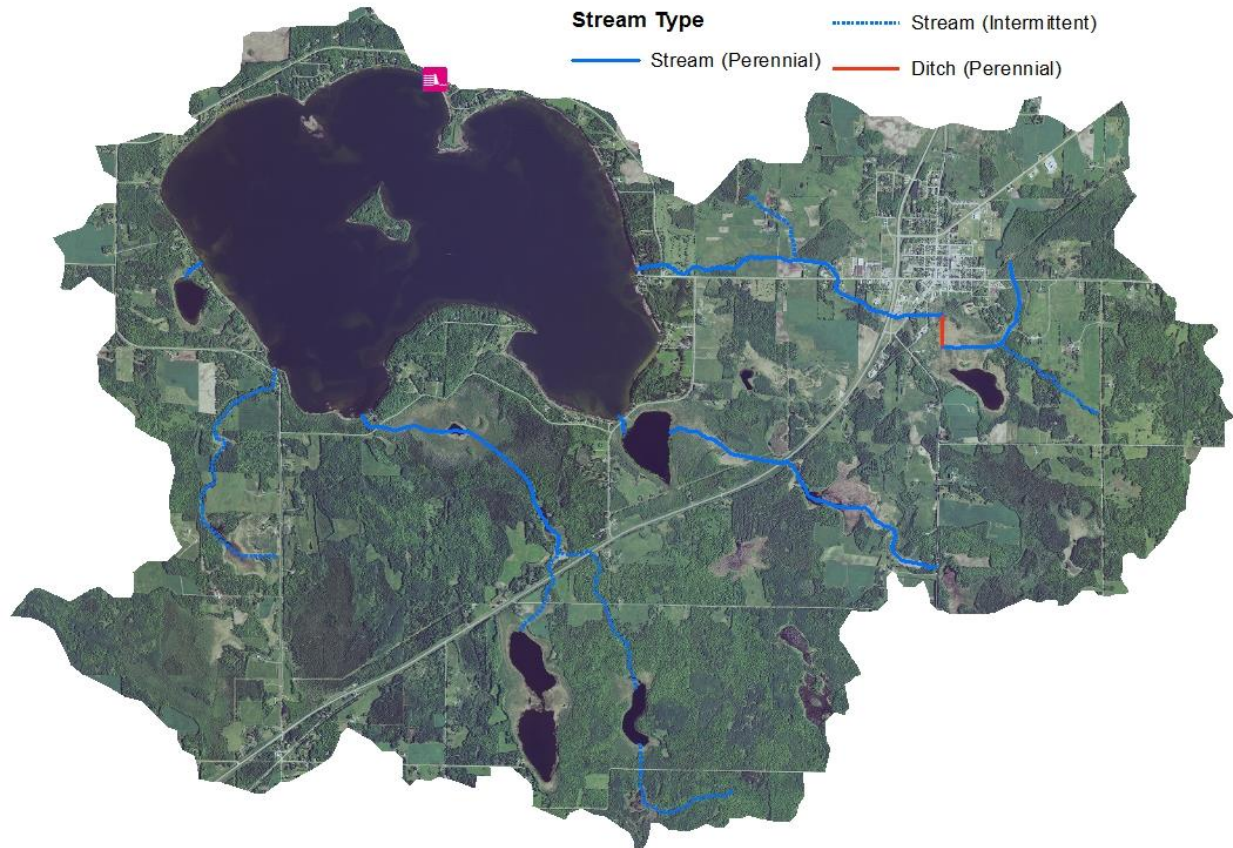 Stream Type
Stream (Intermittent)
Stream (Perennial)
Ditch (Perennial)